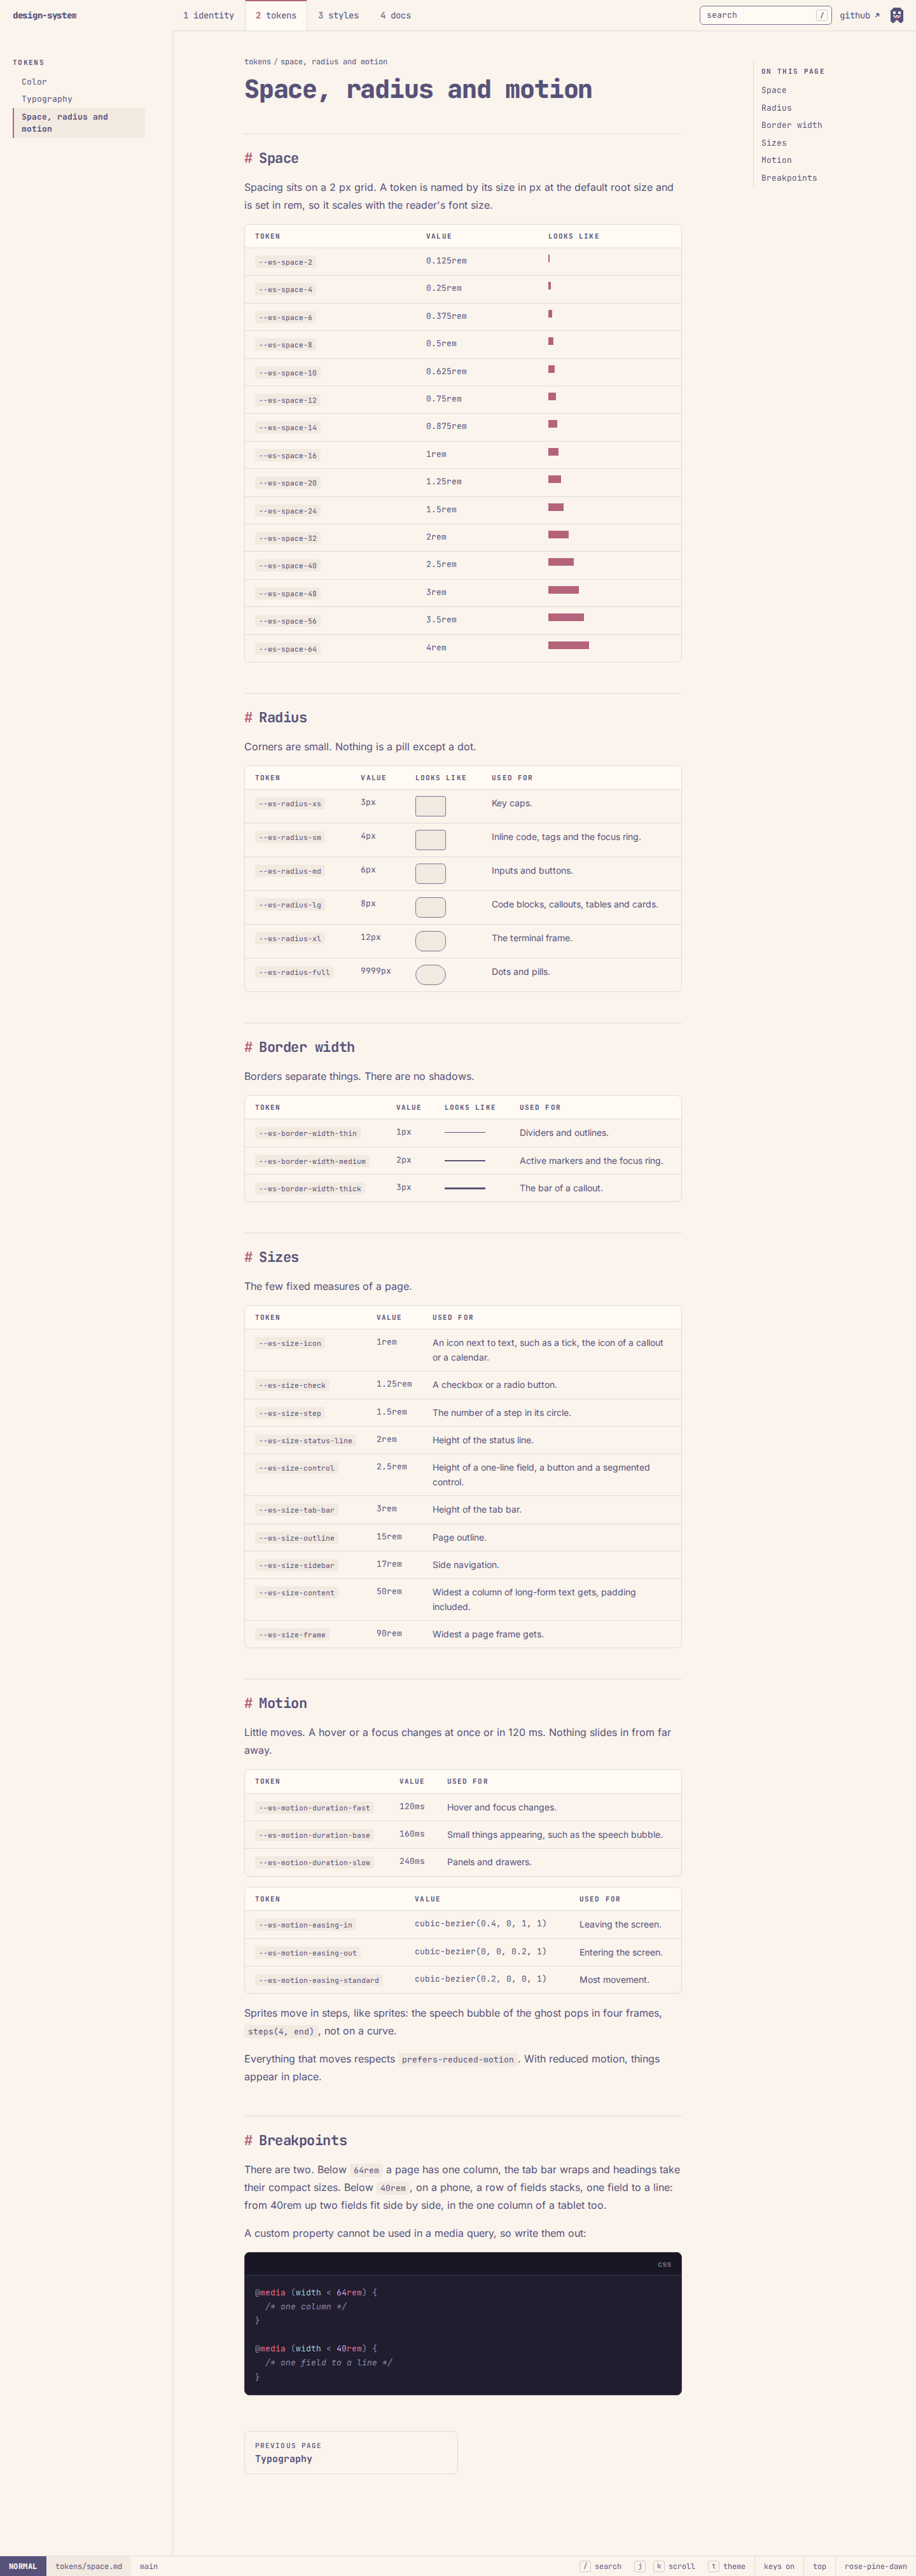 design-system
1 identity
2 tokens
3 styles
4 docs
search /
github ↗
TOKENS
Color
Typography
Space, radius and
motion
tokens / space, radius and motion
Space, radius and motion
ON THIS PAGE
Space
Radius
Border width
Sizes
Motion
Breakpoints
# Space
Spacing sits on a 2 px grid. A token is named by its size in px at the default root size and
is set in rem, so it scales with the reader's font size.
TOKEN VALUE LOOKS LIKE
--ws-space-2 0.125rem
--ws-space-4 0.25rem
--ws-space-6 0.375rem
--ws-space-8 0.5rem
--ws-space-10 0.625rem
--ws-space-12 0.75rem
--ws-space-14 0.875rem
--ws-space-16 1rem
--ws-space-20 1.25rem
--ws-space-24 1.5rem
--ws-space-32 2rem
--ws-space-40 2.5rem
--ws-space-48 3rem
--ws-space-56 3.5rem
--ws-space-64 4rem
# Radius
Corners are small. Nothing is a pill except a dot.
TOKEN VALUE LOOKS LIKE USED FOR
--ws-radius-xs 3px Key caps.
--ws-radius-sm 4px Inline code, tags and the focus ring.
--ws-radius-md 6px Inputs and buttons.
--ws-radius-lg 8px Code blocks, callouts, tables and cards.
--ws-radius-xl 12px The terminal frame.
--ws-radius-full 9999px Dots and pills.
# Border width
Borders separate things. There are no shadows.
TOKEN VALUE LOOKS LIKE USED FOR
--ws-border-width-thin 1px Dividers and outlines.
--ws-border-width-medium 2px Active markers and the focus ring.
--ws-border-width-thick 3px The bar of a callout.
# Sizes
The few fixed measures of a page.
TOKEN VALUE USED FOR
--ws-size-icon 1rem An icon next to text, such as a tick, the icon of a callout
or a calendar.
--ws-size-check 1.25rem A checkbox or a radio button.
--ws-size-step 1.5rem The number of a step in its circle.
--ws-size-status-line 2rem Height of the status line.
--ws-size-control 2.5rem Height of a one-line field, a button and a segmented
control.
--ws-size-tab-bar 3rem Height of the tab bar.
--ws-size-outline 15rem Page outline.
--ws-size-sidebar 17rem Side navigation.
--ws-size-content 50rem Widest a column of long-form text gets, padding
included.
--ws-size-frame 90rem Widest a page frame gets.
# Motion
Little moves. A hover or a focus changes at once or in 120 ms. Nothing slides in from far
away.
TOKEN VALUE USED FOR
--ws-motion-duration-fast 120ms Hover and focus changes.
--ws-motion-duration-base 160ms Small things appearing, such as the speech bubble.
--ws-motion-duration-slow 240ms Panels and drawers.
TOKEN VALUE USED FOR
--ws-motion-easing-in cubic-bezier(0.4, 0, 1, 1) Leaving the screen.
--ws-motion-easing-out cubic-bezier(0, 0, 0.2, 1) Entering the screen.
--ws-motion-easing-standard cubic-bezier(0.2, 0, 0, 1) Most movement.
Sprites move in steps, like sprites: the speech bubble of the ghost pops in four frames,
steps(4, end), not on a curve.
Everything that moves respects prefers-reduced-motion. With reduced motion, things
appear in place.
# Breakpoints
There are two. Below 64rem a page has one column, the tab bar wraps and headings take
their compact sizes. Below 40rem, on a phone, a row of fields stacks, one field to a line:
from 40rem up two fields fit side by side, in the one column of a tablet too.
A custom property cannot be used in a media query, so write them out:
css
@media (width < 64rem) {
/* one column */
}
@media (width < 40rem) {
/* one field to a line */
}
PREVIOUS PAGE
Typography
NORMAL tokens/space.md main
/ search j k scroll t theme keys on top rose-pine-dawn